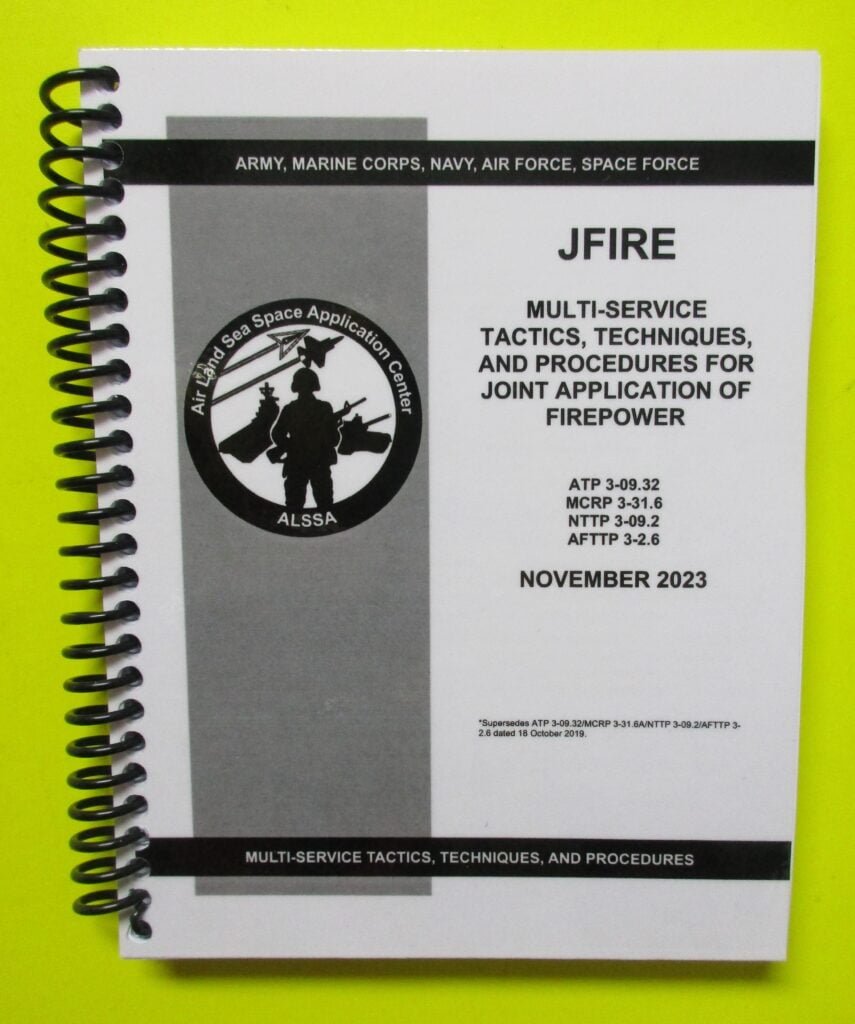 ARMY, MARINE CORPS, NAVY, AIR FORCE, SPACE FORCE
JFIRE
MULTI-SERVICE
TACTICS, TECHNIQUES,
AND PROCEDURES FOR
JOINT APPLICATION OF
FIREPOWER
Air Land Sea Space Application Center
ALSSA
ATP 3-09.32
MCRP 3-31.6
NTTP 3-09.2
AFTTP 3-2.6
NOVEMBER 2023
*Supersedes ATP 3-09.32/MCRP 3-31.6A/NTTP 3-09.2/AFTTP 3-
2.6 dated 18 October 2019.
MULTI-SERVICE TACTICS, TECHNIQUES, AND PROCEDURES